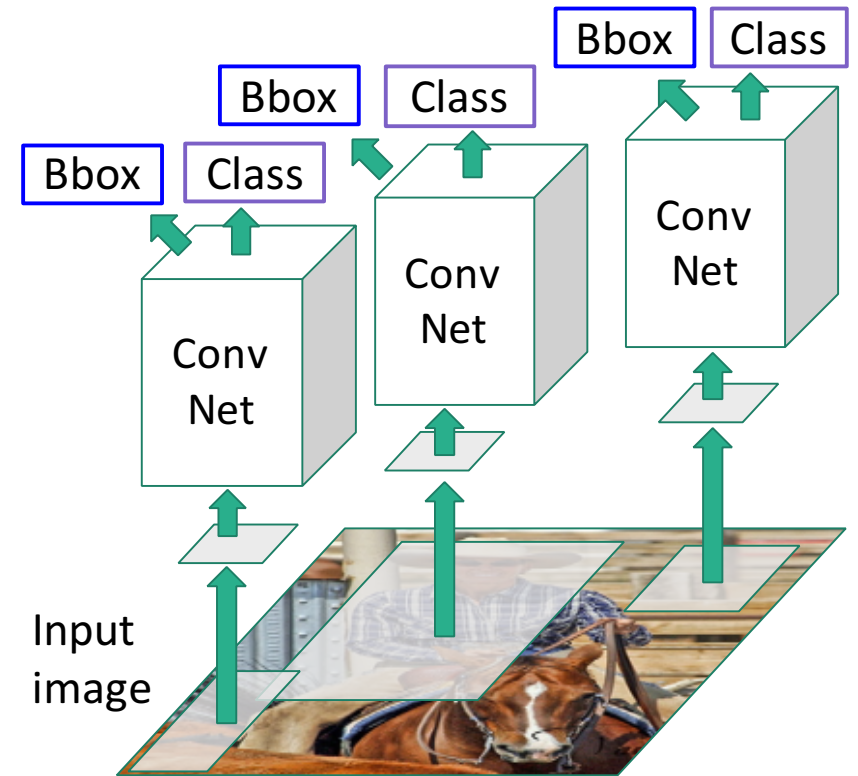 Bbox Class
Bbox Class
Bbox Class
Conv
Net
Conv
Net
Conv
Net
Input
image